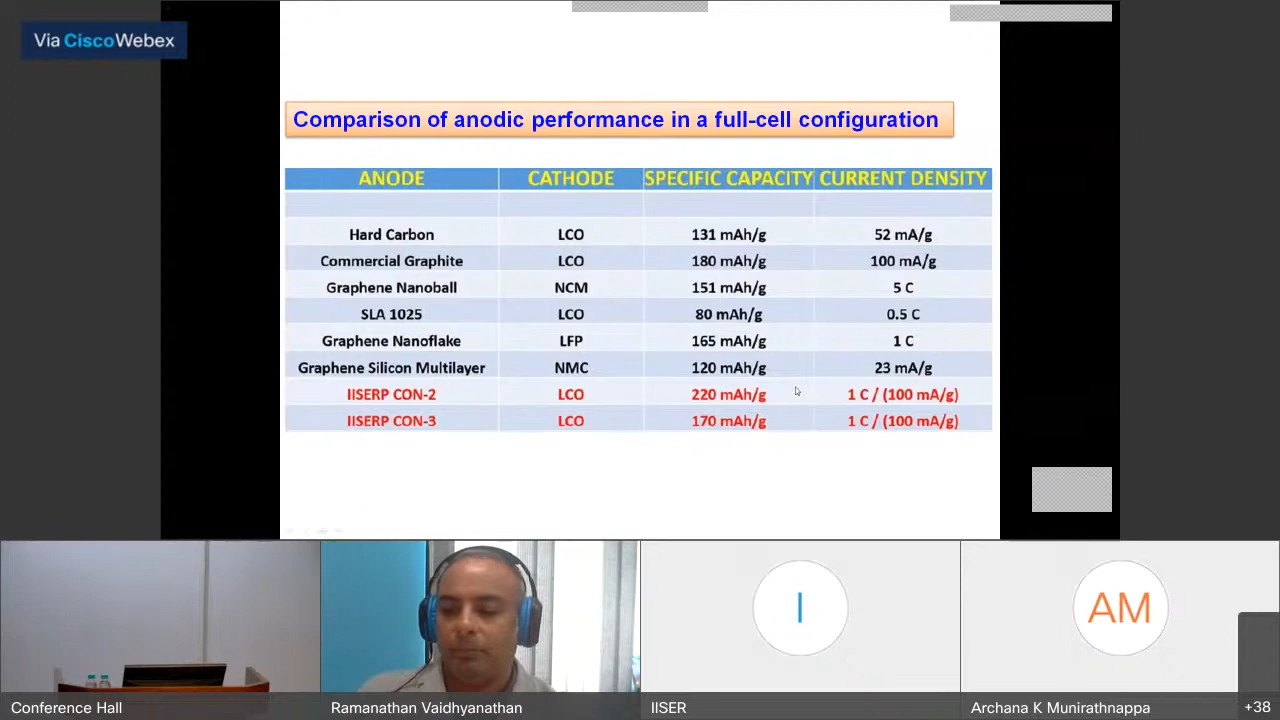 Via CiscoWebex
Comparison of anodic performance in a full-cell configuration
ANODE CATHODE SPECIFIC CAPACITY CURRENT DENSITY
Hard Carbon LCO 131 mAh/g 52 mA/g
Commercial Graphite LCO 180 mAh/g 100 mA/g
Graphene Nanoball NCM 151 mAh/g 5 C
SLA 1025 LCO 80 mAh/g 0.5 C
Graphene Nanoflake LFP 165 mAh/g 1 C
Graphene Silicon Multilayer NMC 120 mAh/g 23 mA/g
IISERP CON-2 LCO 220 mAh/g 1 C / (100 mA/g)
IISERP CON-3 LCO 170 mAh/g 1 C / (100 mA/g)
I AM
Conference Hall Ramanathan Vaidhyanathan IISER Archana K Munirathnappa +38